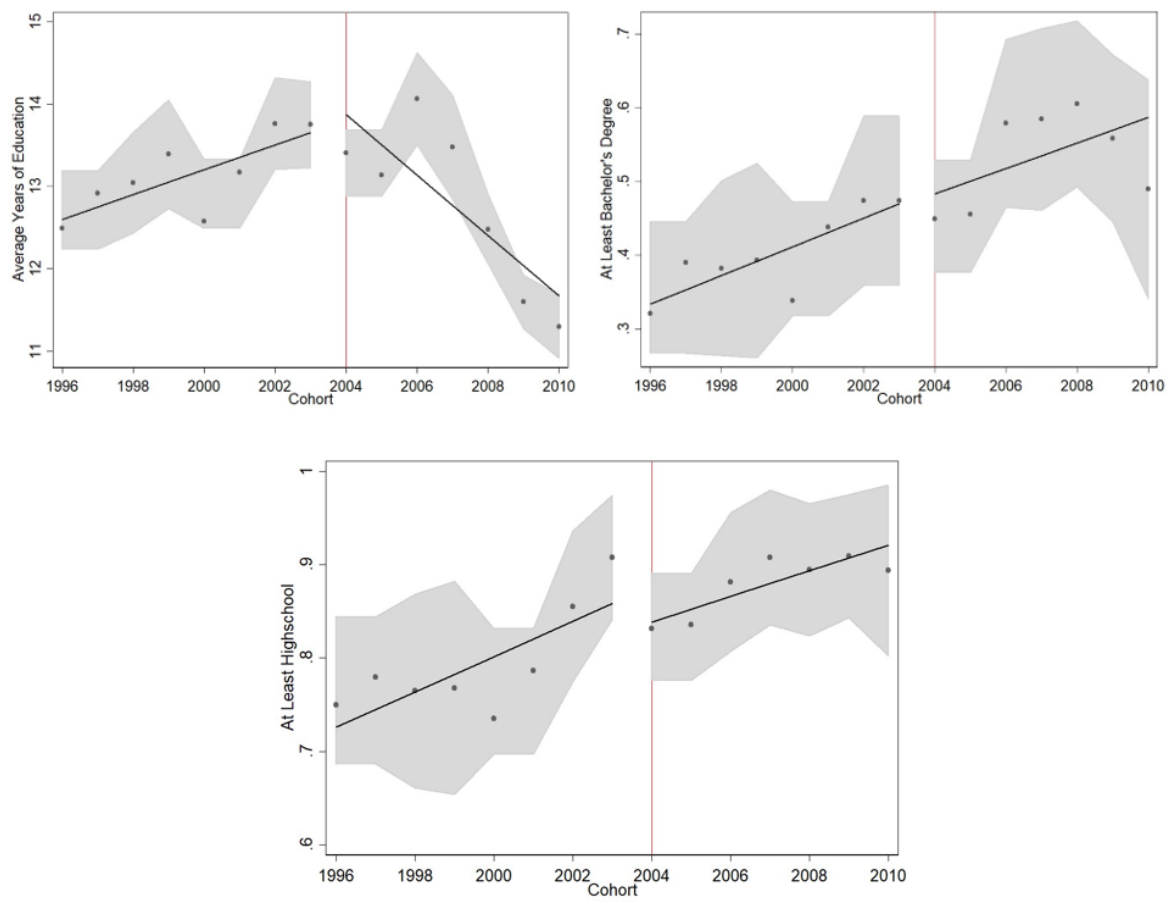 Average Years of Education
15
14
13
12
11
1996 1998 2000 2002 2004 2006 2008 2010
Cohort
At Least Bachelor's Degree
.7
.6
.5
.4
.3
1996 1998 2000 2002 2004 2006 2008 2010
Cohort
At Least Highschool
1
.9
.8
.7
.6
1996 1998 2000 2002 2004 2006 2008 2010
Cohort